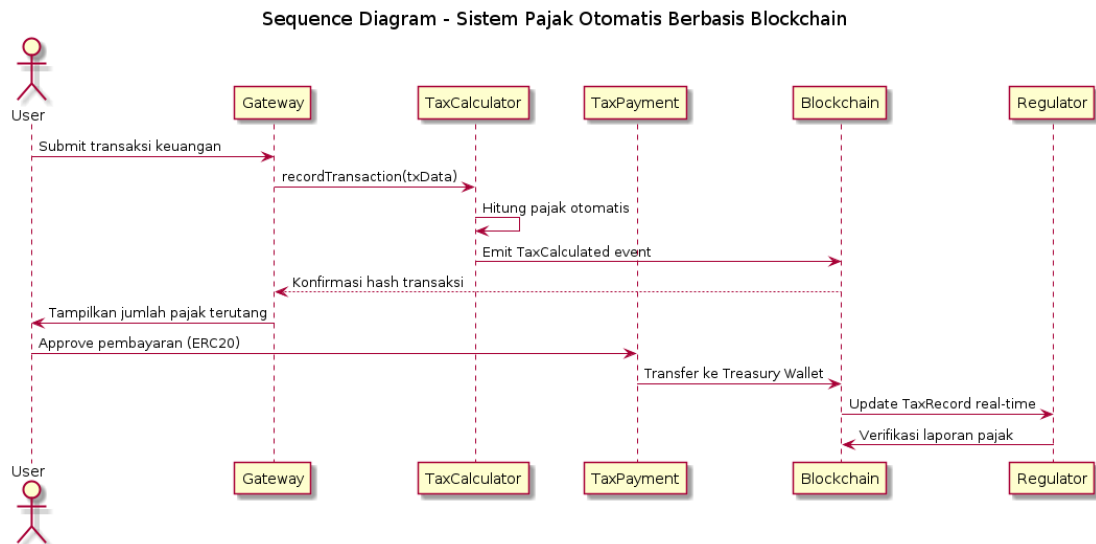 Sequence Diagram - Sistem Pajak Otomatis Berbasis Blockchain
User
Gateway
TaxCalculator
TaxPayment
Blockchain
Regulator
Submit transaksi keuangan
recordTransaction(txData)
Hitung pajak otomatis
Emit TaxCalculated event
Konfirmasi hash transaksi
Tampilkan jumlah pajak terutang
Approve pembayaran (ERC20)
Transfer ke Treasury Wallet
Update TaxRecord real-time
Verifikasi laporan pajak
User
Gateway
TaxCalculator
TaxPayment
Blockchain
Regulator